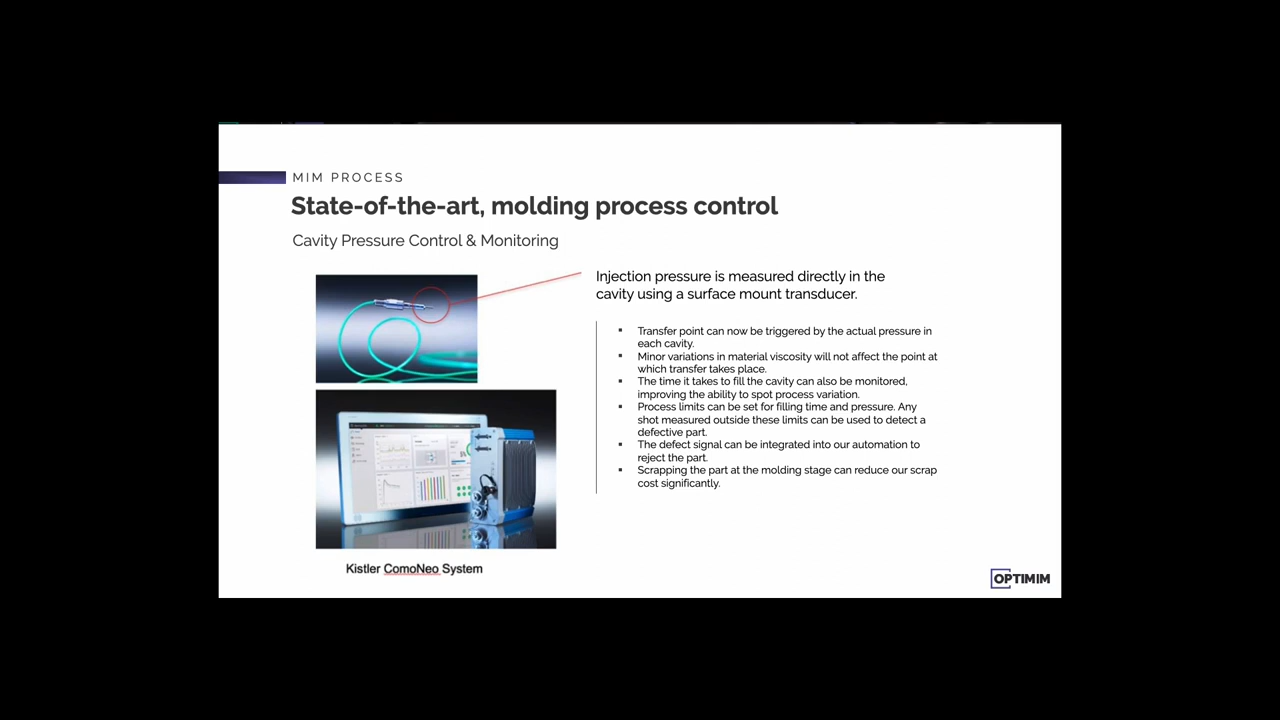 MIM PROCESS
State-of-the-art, molding process control
Cavity Pressure Control & Monitoring
Injection pressure is measured directly in the
cavity using a surface mount transducer.
▪ Transfer point can now be triggered by the actual pressure in
each cavity.
▪ Minor variations in material viscosity will not affect the point at
which transfer takes place.
▪ The time it takes to fill the cavity can also be monitored,
improving the ability to spot process variation.
▪ Process limits can be set for filling time and pressure. Any
shot measured outside these limits can be used to detect a
defective part.
▪ The defect signal can be integrated into our automation to
reject the part.
▪ Scrapping the part at the molding stage can reduce our scrap
cost significantly.
Kistler ComoNeo System
OPTIMIM